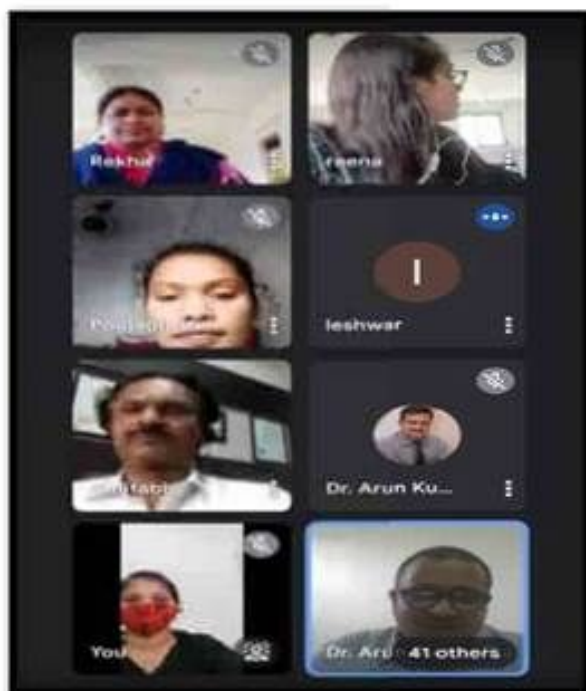 Rekha
reena
leshwar
Dr. Arun Ku...
You
Dr. Aru 41 others